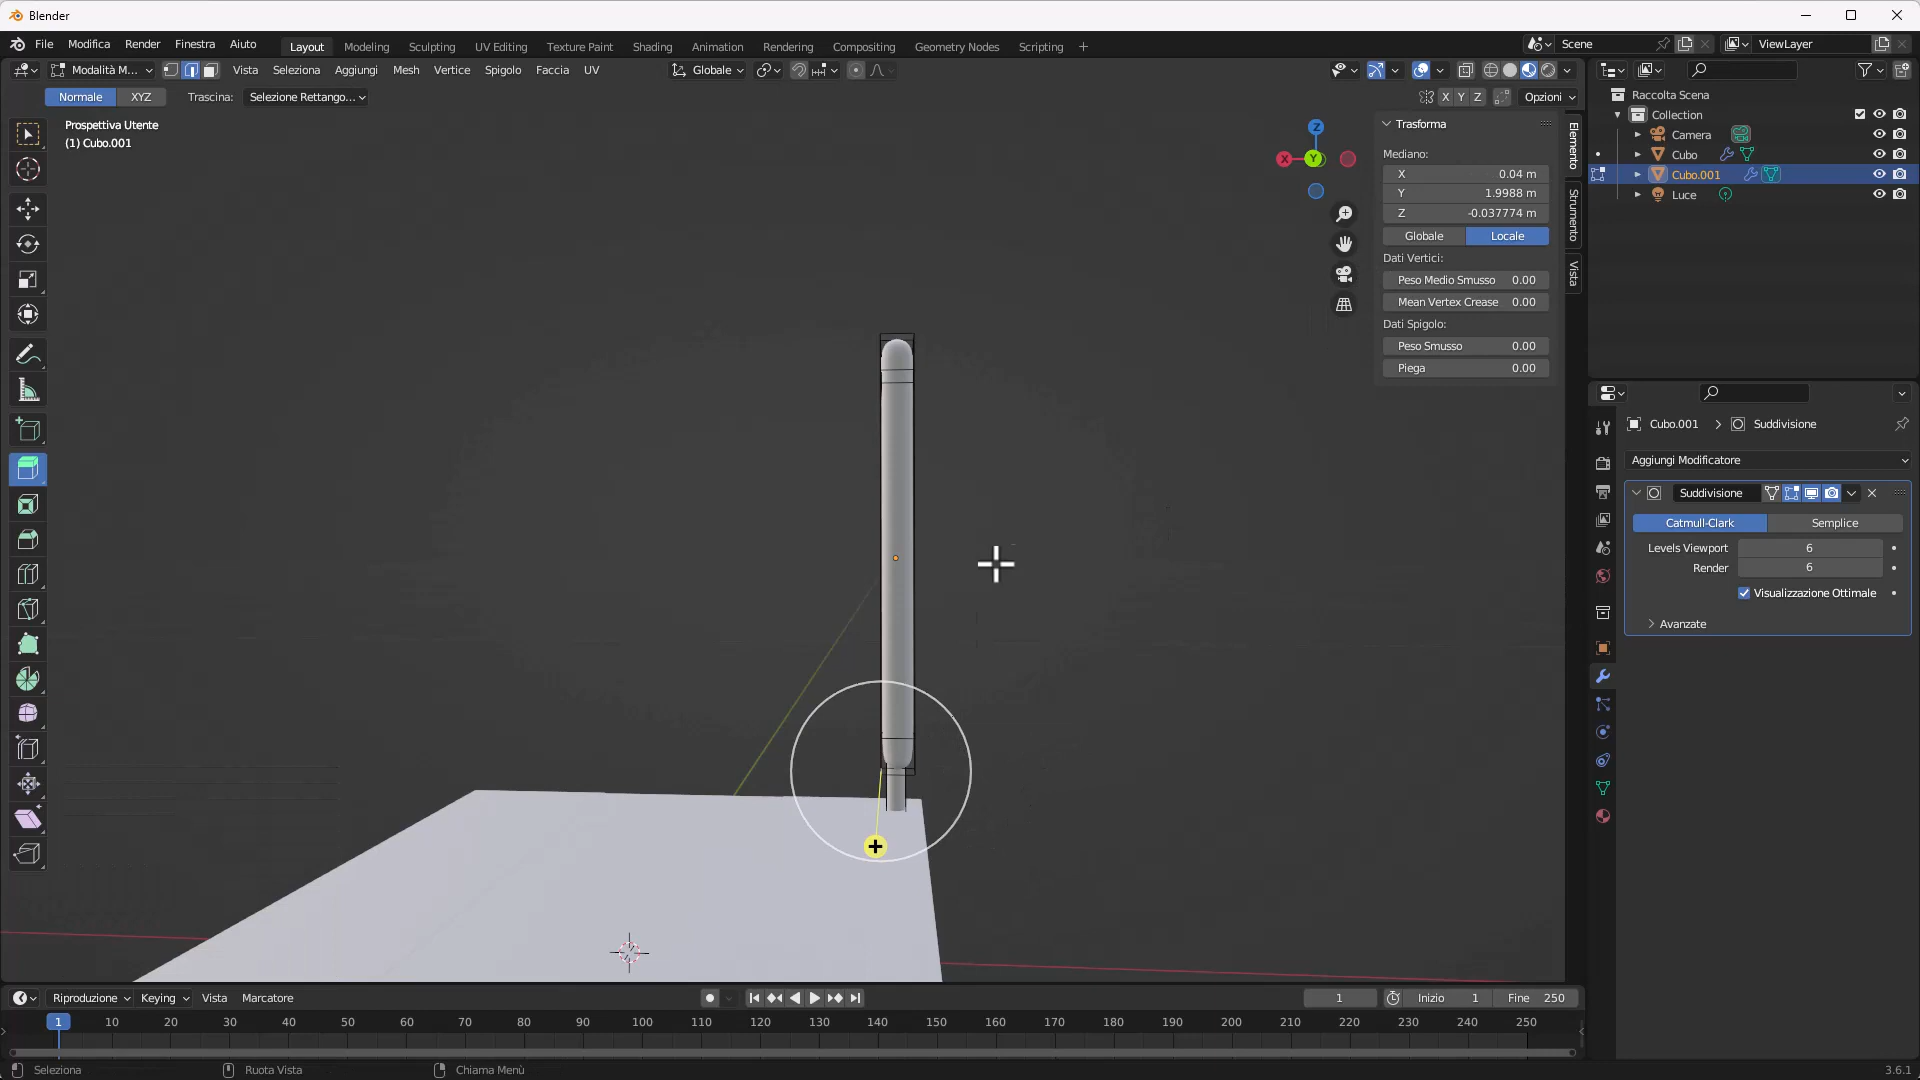 Blender
File Modifica Render Finestra Aiuto Layout Modeling Sculpting UV Editing Texture Paint Shading Animation Rendering Compositing Geometry Nodes Scripting + Scene ViewLayer
Modalità M... Vista Seleziona Aggiungi Mesh Vertice Spigolo Faccia UV Globale
Normale XYZ Trascina: Selezione Rettango... X Y Z Opzioni
Prospettiva Utente
(1) Cubo.001
Z
X Y
Trasforma
Mediano:
X 0.04 m
Y 1.9988 m
Z -0.037774 m
Globale Locale
Dati Vertici:
Peso Medio Smusso 0.00
Mean Vertex Crease 0.00
Dati Spigolo:
Peso Smusso 0.00
Piega 0.00
Elemento
Strumento
Vista
Raccolta Scena
Collection
Camera
Cubo
Cubo.001
Luce
Cubo.001 Suddivisione
Aggiungi Modificatore
Suddivisione
Catmull-Clark Semplice
Levels Viewport 6
Render 6
Visualizzazione Ottimale
Avanzate
Riproduzione Keying Vista Marcatore 1 Inizio 1 Fine 250
1 10 20 30 40 50 60 70 80 90 100 110 120 130 140 150 160 170 180 190 200 210 220 230 240 250
Seleziona Ruota Vista Chiama Menù 3.6.1